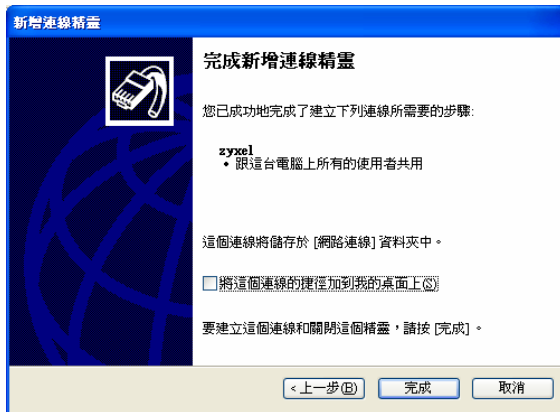 新增連線精靈
完成新增連線精靈
您已成功地完成了建立下列連線所需要的步驟:
zyxel
• 跟這台電腦上所有的使用者共用
這個連線將儲存於 [網路連線] 資料夾中。
將這個連線的捷徑加到我的桌面上(S)
要建立這個連線和關閉這個精靈，請按 [完成]。
<上一步(B)
完成
取消